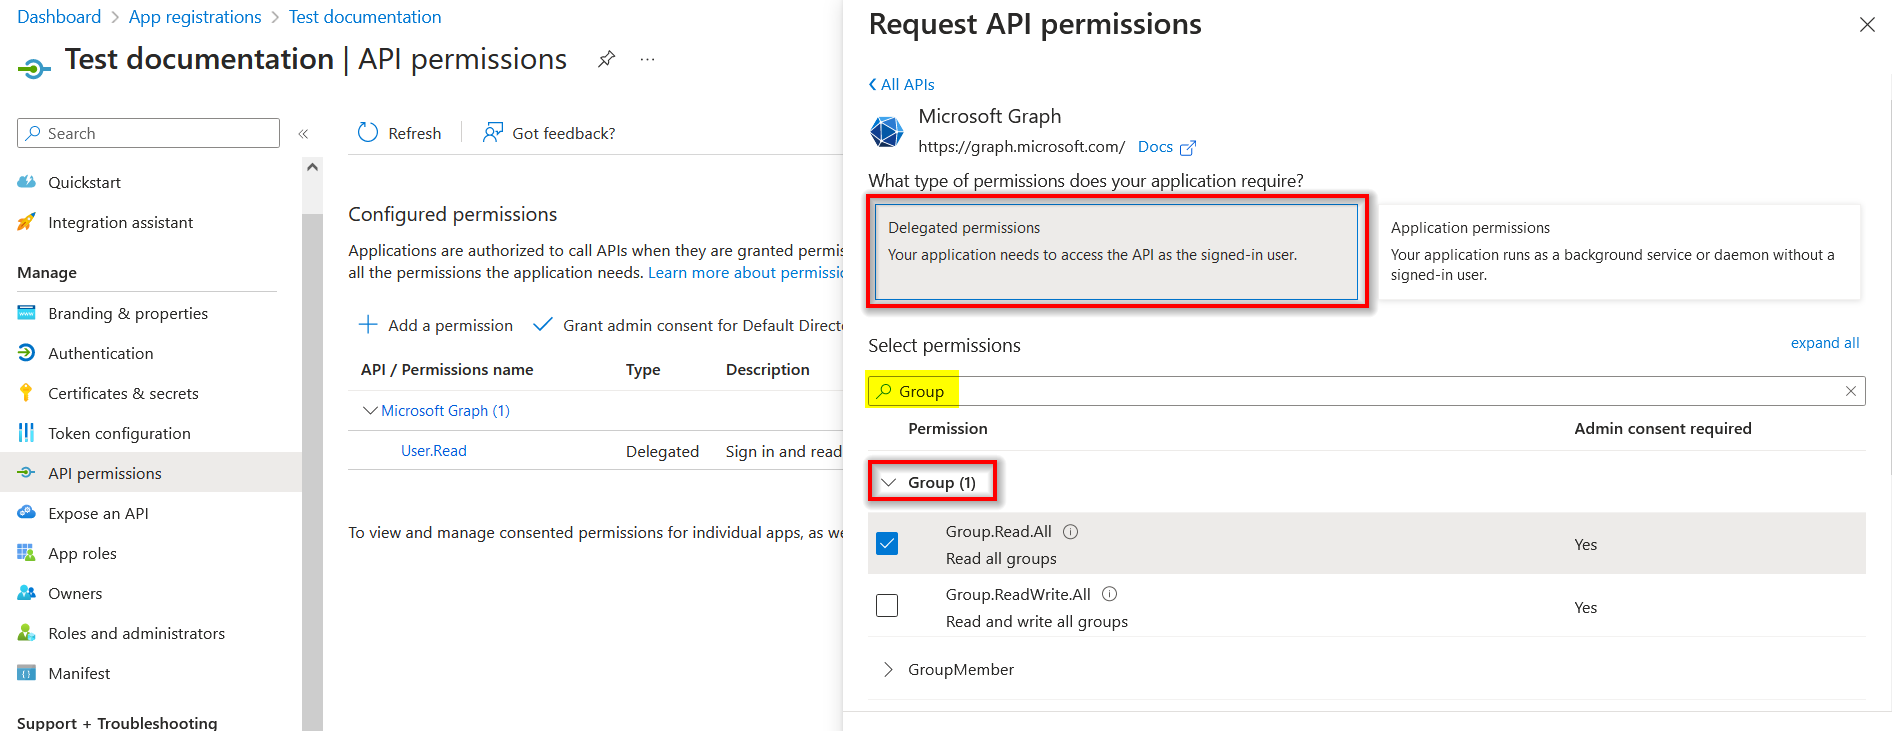 Dashboard > App registrations > Test documentation
Test documentation | API permissions
Search
Quickstart
Integration assistant
Manage
Branding & properties
Authentication
Certificates & secrets
Token configuration
API permissions
Expose an API
App roles
Owners
Roles and administrators
Manifest
Support + Troubleshooting
Refresh
Got feedback?
Configured permissions
Applications are authorized to call APIs when they are granted permis
all the permissions the application needs. Learn more about permissio
Add a permission
Grant admin consent for Default Direct
API / Permissions name Type Description
Microsoft Graph (1)
User.Read Delegated Sign in and read
To view and manage consented permissions for individual apps, as we
Request API permissions
All APIs
Microsoft Graph
https://graph.microsoft.com/ Docs
What type of permissions does your application require?
Delegated permissions
Your application needs to access the API as the signed-in user.
Application permissions
Your application runs as a background service or daemon without a
signed-in user.
Select permissions
expand all
Group
Permission Admin consent required
Group (1)
Group.Read.All
Read all groups
Yes
Group.ReadWrite.All
Read and write all groups
Yes
GroupMember